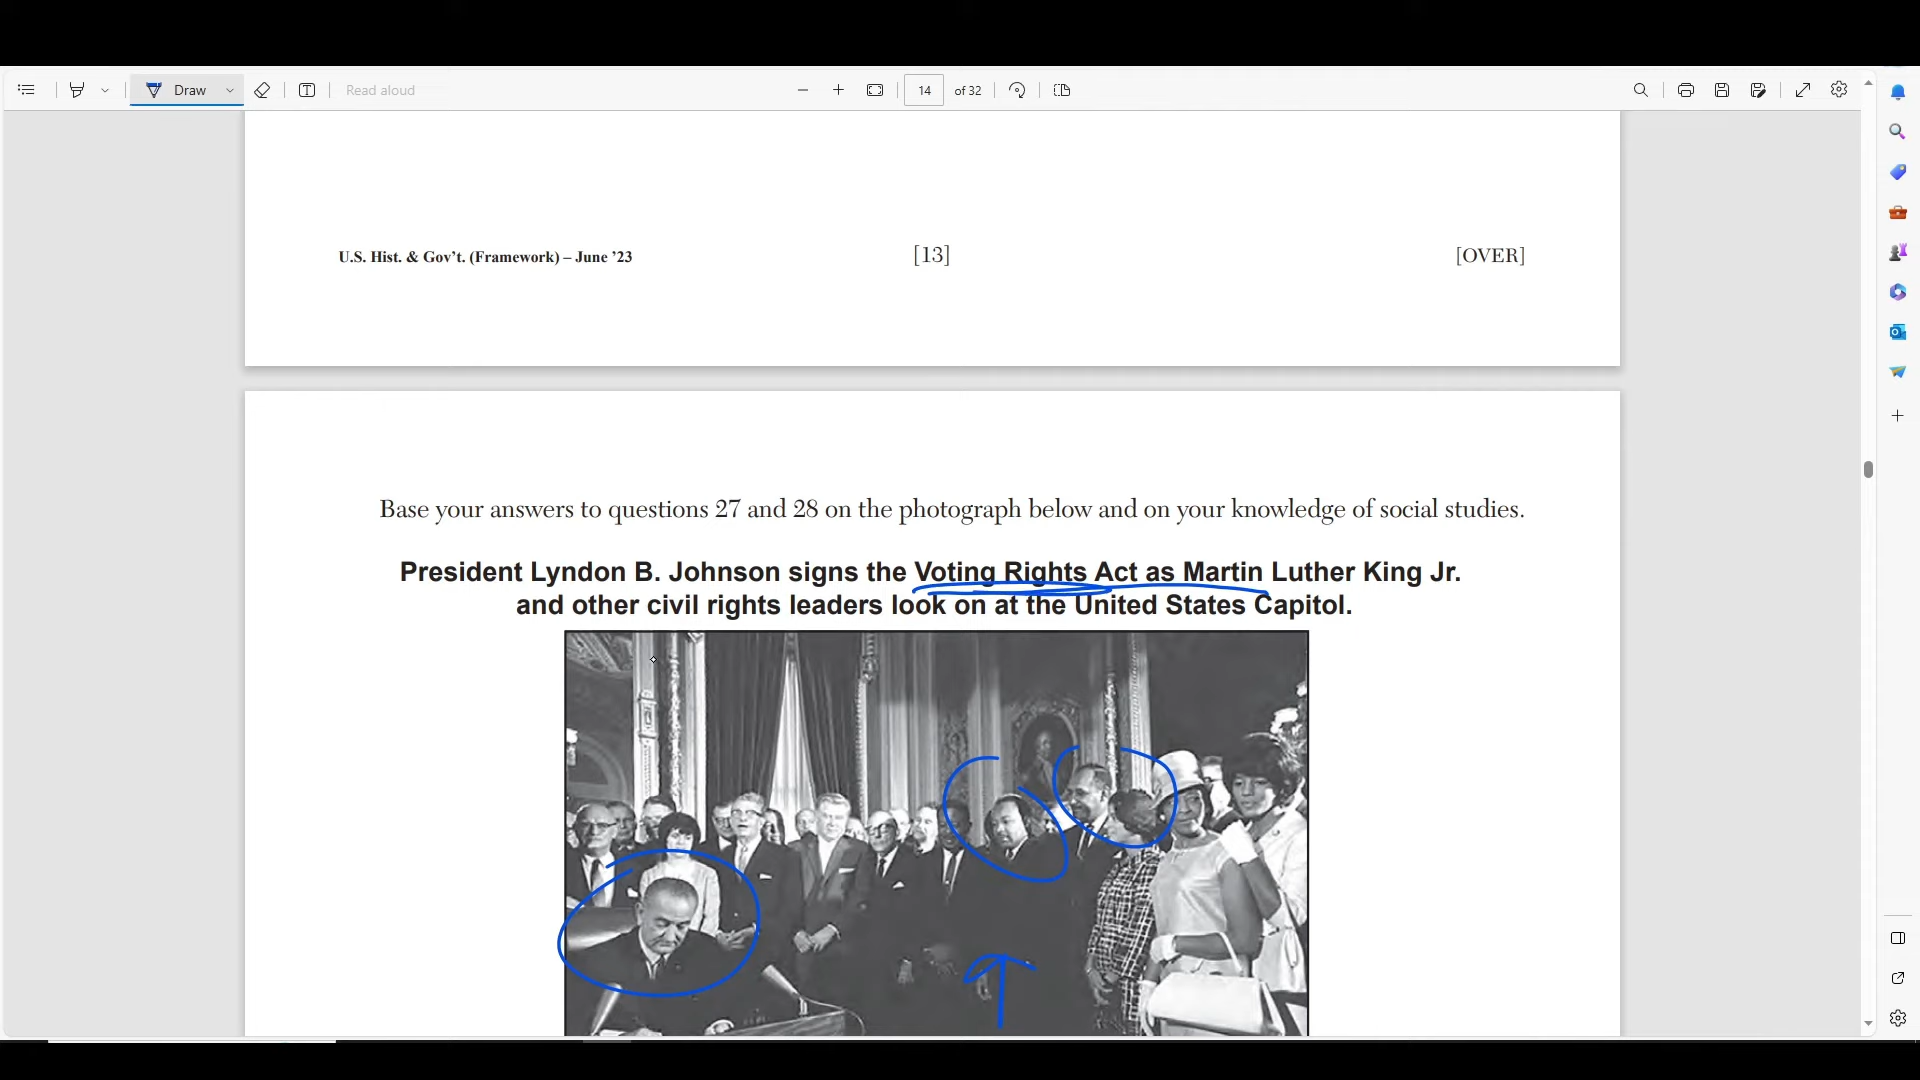 Draw
Read aloud
14 of 32
U.S. Hist. & Gov’t. (Framework) – June ’23 [13] [OVER]
Base your answers to questions 27 and 28 on the photograph below and on your knowledge of social studies.
President Lyndon B. Johnson signs the Voting Rights Act as Martin Luther King Jr.
and other civil rights leaders look on at the United States Capitol.